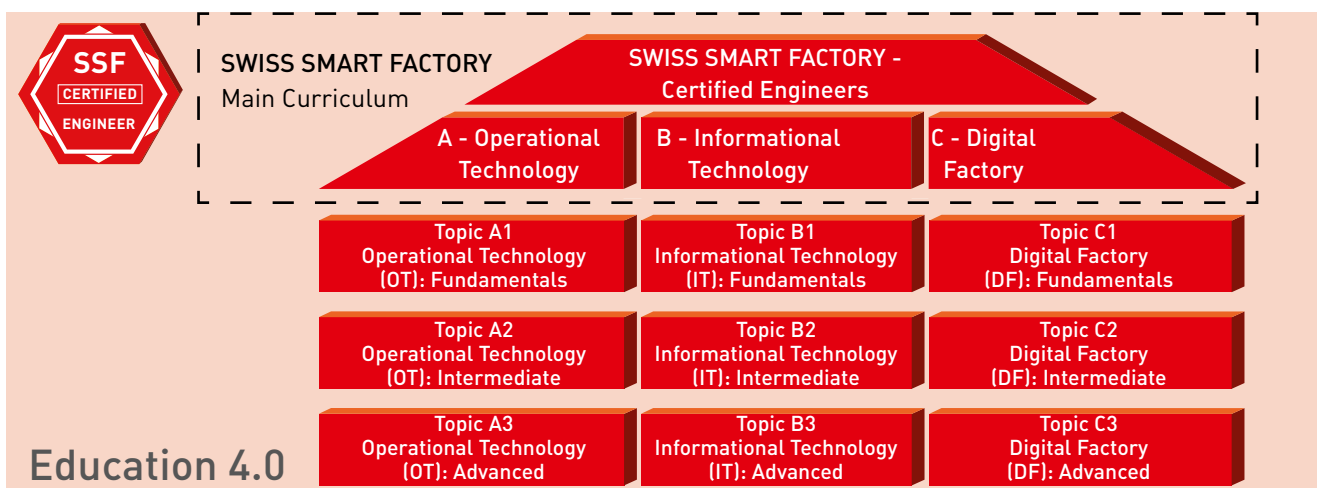 SSF
CERTIFIED
ENGINEER
SWISS SMART FACTORY
Main Curriculum
SWISS SMART FACTORY -
Certified Engineers
A - Operational
Technology
B - Informational
Technology
C - Digital
Factory
Topic A1
Operational Technology
(OT): Fundamentals
Topic B1
Informational Technology
(IT): Fundamentals
Topic C1
Digital Factory
(DF): Fundamentals
Topic A2
Operational Technology
(OT): Intermediate
Topic B2
Informational Technology
(IT): Intermediate
Topic C2
Digital Factory
(DF): Intermediate
Topic A3
Operational Technology
(OT): Advanced
Topic B3
Informational Technology
(IT): Advanced
Topic C3
Digital Factory
(DF): Advanced
Education 4.0